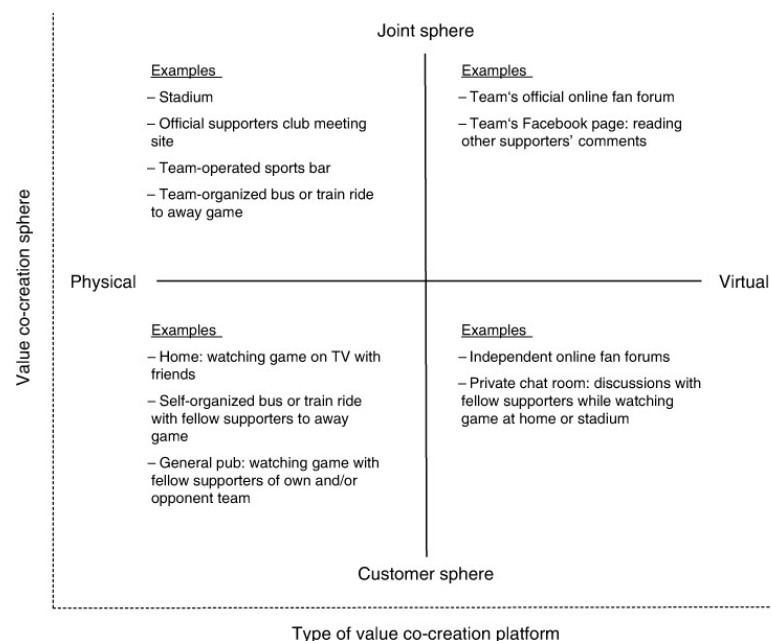 Joint sphere
Examples
– Stadium
– Official supporters club meeting
site
– Team-operated sports bar
– Team-organized bus or train ride
to away game
Examples
– Team‘s official online fan forum
– Team‘s Facebook page: reading
other supporters’ comments
Value co-creation sphere
Physical
Virtual
Examples
– Home: watching game on TV with
friends
– Self-organized bus or train ride
with fellow supporters to away
game
– General pub: watching game with
fellow supporters of own and/or
opponent team
Examples
– Independent online fan forums
– Private chat room: discussions with
fellow supporters while watching
game at home or stadium
Customer sphere
Type of value co-creation platform